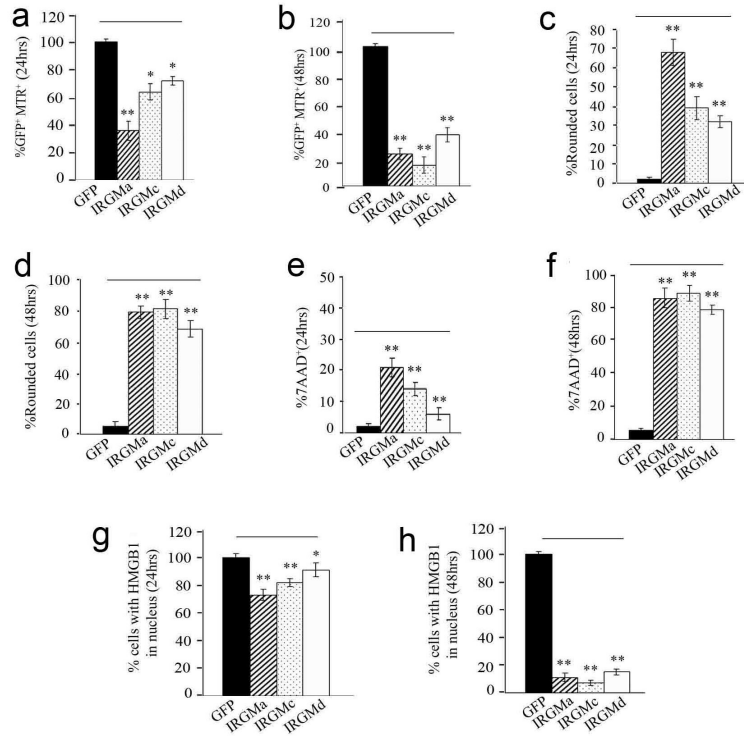 a
%GFP⁺ MTR⁺ (24hrs)
120
100
80
60
40
20
0
**
*
*
GFP
IRGMa
IRGMc
IRGMd
b
%GFP⁺ MTR⁺ (48hrs)
120
100
80
60
40
20
0
**
**
**
GFP
IRGMa
IRGMc
IRGMd
c
%Rounded cells (24hrs)
80
70
60
50
40
30
20
10
0
**
**
**
GFP
IRGMa
IRGMc
IRGMd
d
%Rounded cells (48hrs)
100
80
60
40
20
0
**
**
**
GFP
IRGMa
IRGMc
IRGMd
e
%7AAD⁺(24hrs)
50
40
30
20
10
0
**
**
**
GFP
IRGMa
IRGMc
IRGMd
f
%7AAD⁺(48hrs)
100
80
60
40
20
0
**
**
**
GFP
IRGMa
IRGMc
IRGMd
g
% cells with HMGB1
in nucleus (24hrs)
120
100
80
60
40
20
0
**
**
*
GFP
IRGMa
IRGMc
IRGMd
h
% cells with HMGB1
in nucleus (48hrs)
120
100
80
60
40
20
0
**
**
**
GFP
IRGMa
IRGMc
IRGMd